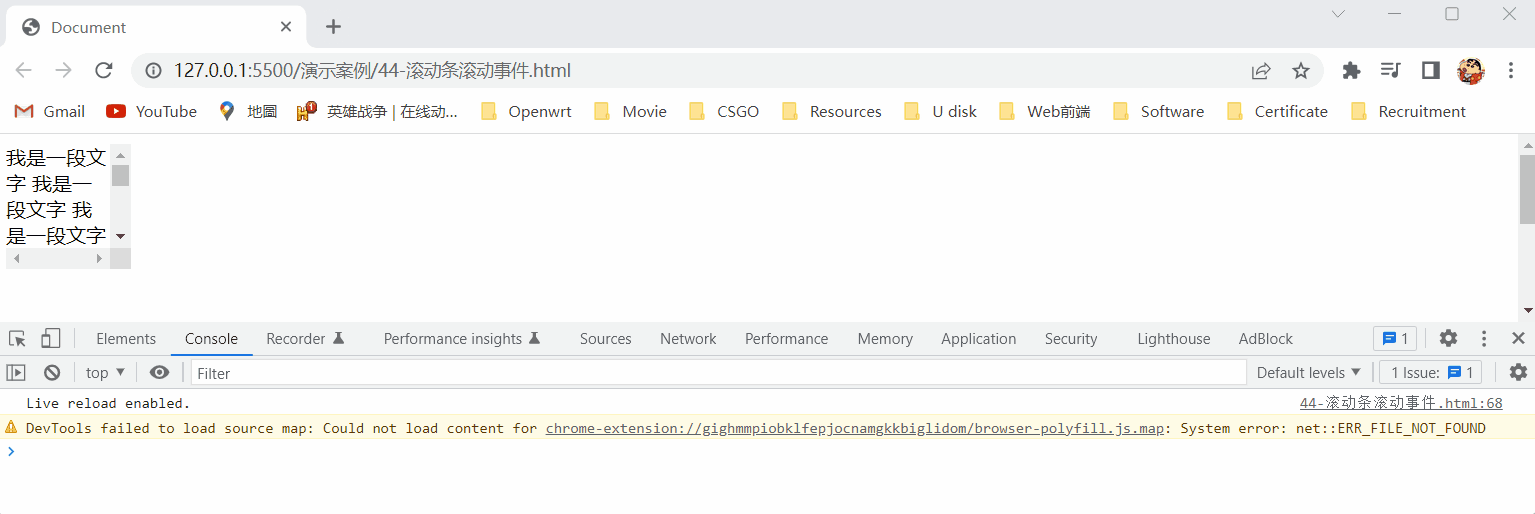 Document
127.0.0.1:5500/演示案例/44-滚动条滚动事件.html
Gmail YouTube 地圖 英雄战争 | 在线动... Openwrt Movie CSGO Resources U disk Web前端 Software Certificate Recruitment
我是一段文
字 我是一
段文字 我
是一段文字
Elements Console Recorder Performance insights Sources Network Performance Memory Application Security Lighthouse AdBlock 1
top Filter Default levels 1 Issue: 1
Live reload enabled. 44-滚动条滚动事件.html:68
DevTools failed to load source map: Could not load content for chrome-extension://gighmmpiobklfepjocnamgkkbiglidom/browser-polyfill.js.map: System error: net::ERR_FILE_NOT_FOUND